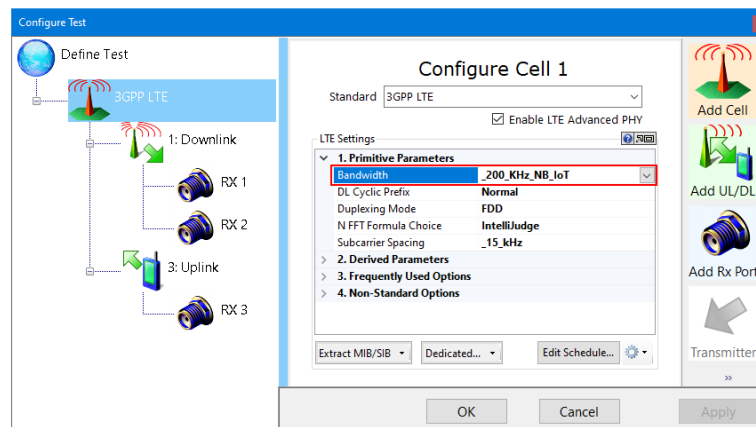 Configure Test
Define Test
3GPP LTE
1: Downlink
RX 1
RX 2
3: Uplink
RX 3
Configure Cell 1
Standard 3GPP LTE
Enable LTE Advanced PHY
LTE Settings
1. Primitive Parameters
Bandwidth _200_KHz_NB_IoT
DL Cyclic Prefix Normal
Duplexing Mode FDD
N FFT Formula Choice IntelliJudge
Subcarrier Spacing _15_kHz
2. Derived Parameters
3. Frequently Used Options
4. Non-Standard Options
Extract MIB/SIB Dedicated... Edit Schedule...
Add Cell
Add UL/DL
Add Rx Port
Transmitter
»
OK Cancel Apply